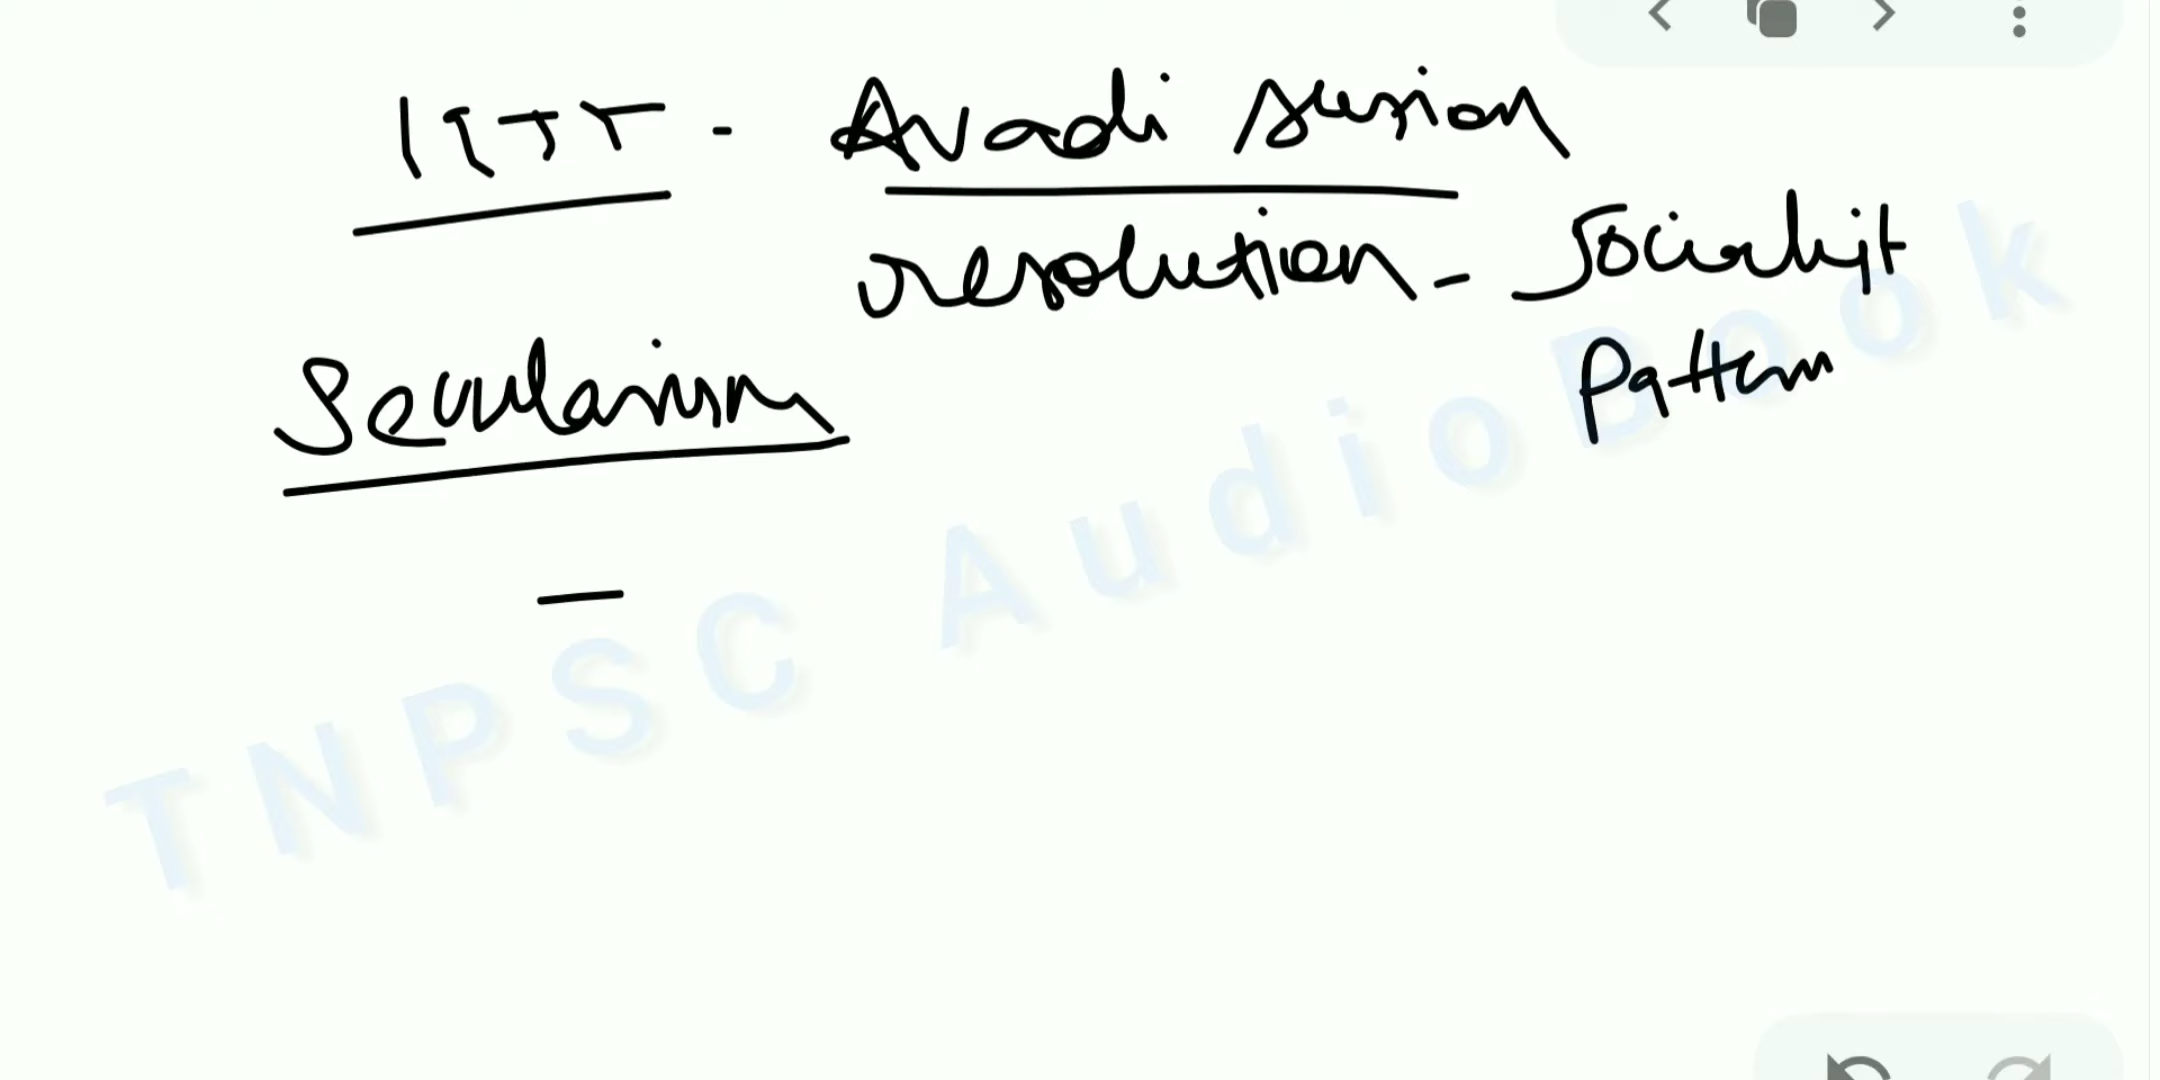 1955 - Avadi session
resolution - Socialist
Pattern
Secularism
—
TNPSC AudioBook